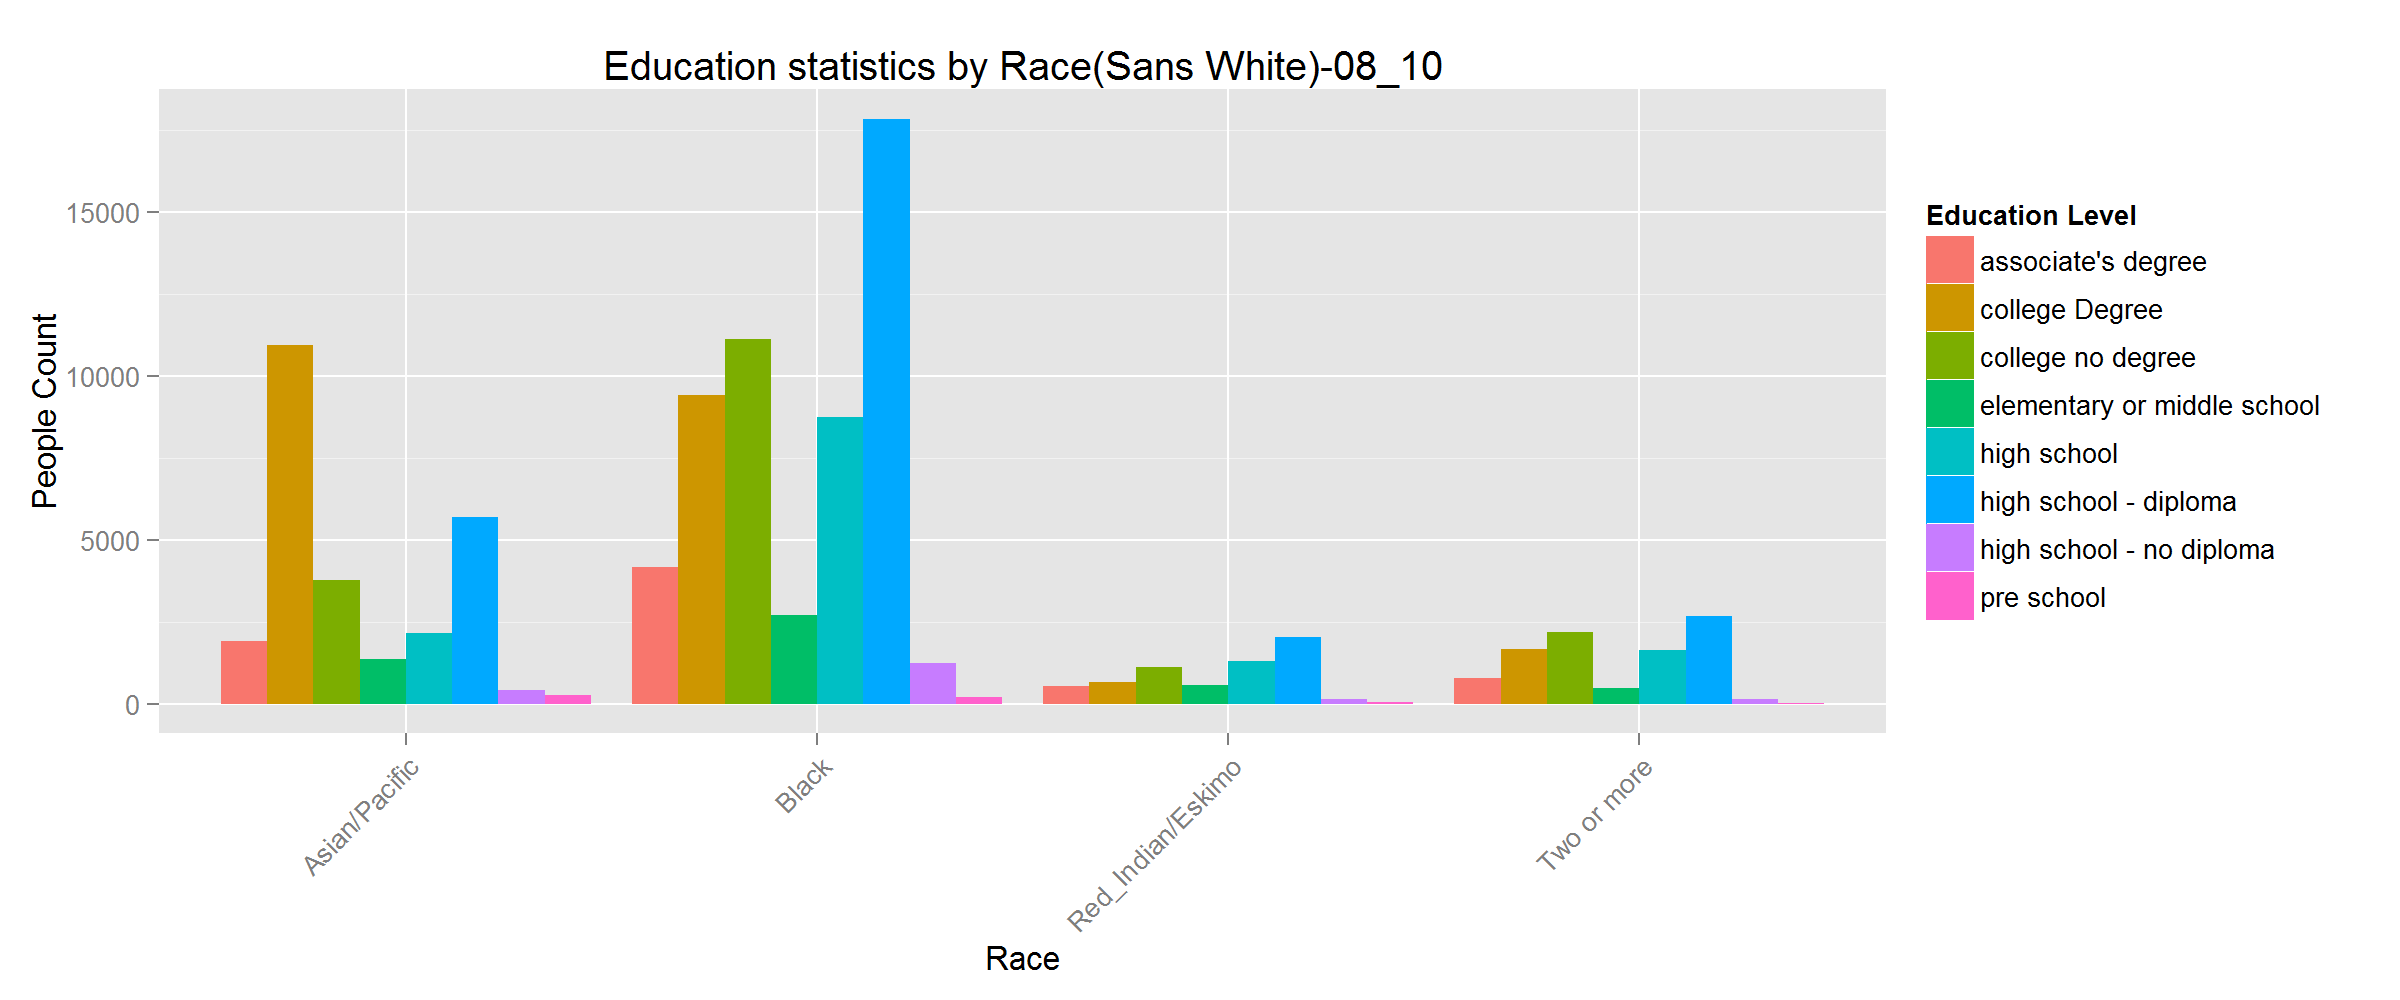 Education statistics by Race(Sans White)-08_10
People Count
15000
10000
5000
0
Asian/Pacific
Black
Red_Indian/Eskimo
Two or more
Race
Education Level
associate's degree
college Degree
college no degree
elementary or middle school
high school
high school - diploma
high school - no diploma
pre school